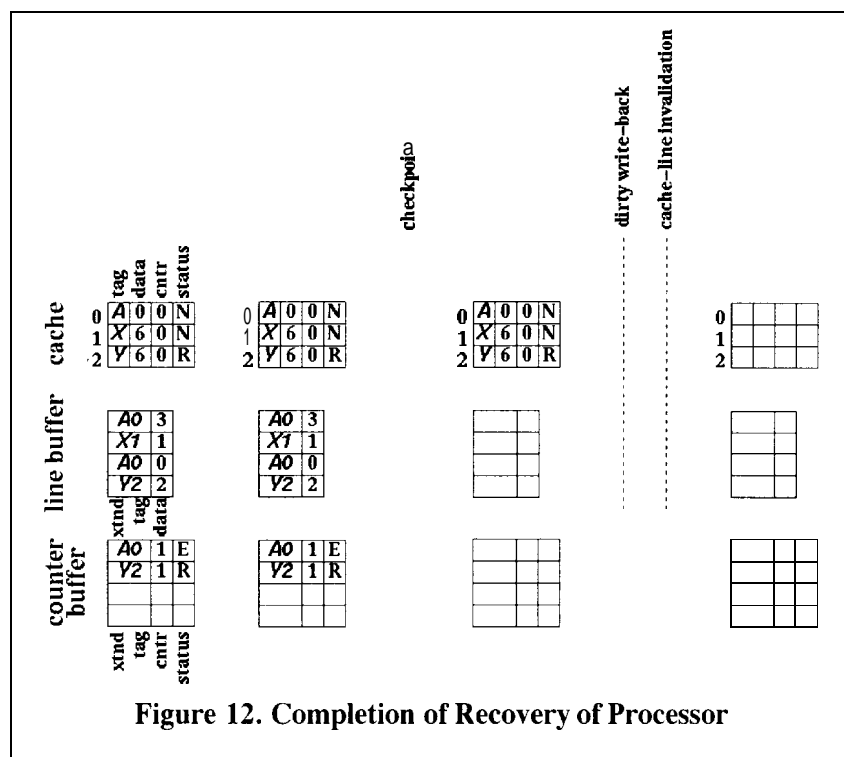 checkpoi
dirty write-back
cache-line invalidation
tag data cntr status
cache
0 A 0 0 N
1 X 6 0 N
2 Y 6 0 R
0 A 0 0 N
1 X 6 0 N
2 Y 6 0 R
0 A 0 0 N
1 X 6 0 N
2 Y 6 0 R
0
1
2
line buffer
A0 3
X1 1
A0 0
Y2 2
xtnd tag data
A0 3
X1 1
A0 0
Y2 2
counter buffer
A0 1 E
Y2 1 R
xtnd tag cntr status
A0 1 E
Y2 1 R
Figure 12. Completion of Recovery of Processor